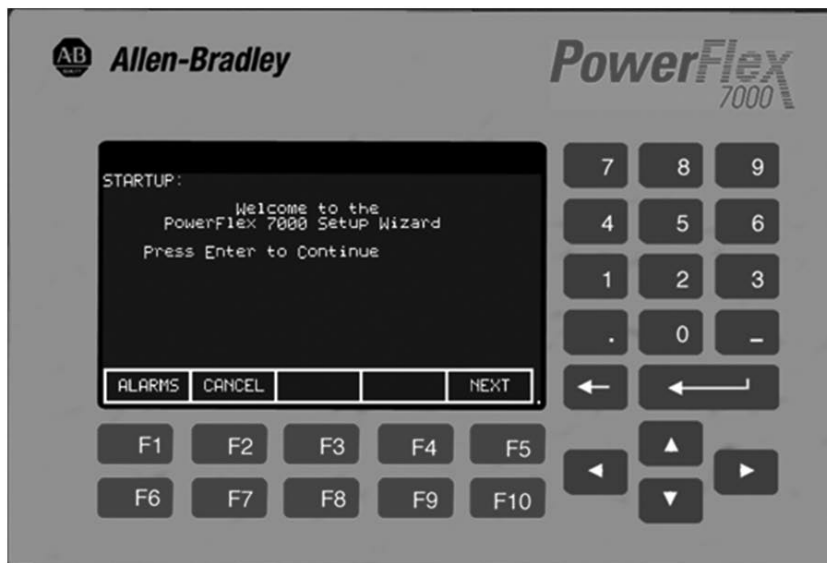 AB
QUALITY
Allen-Bradley
PowerFlex
7000
STARTUP:
Welcome to the
PowerFlex 7000 Setup Wizard
Press Enter to Continue
ALARMS CANCEL NEXT
F1 F2 F3 F4 F5
F6 F7 F8 F9 F10
7 8 9
4 5 6
1 2 3
. 0 –